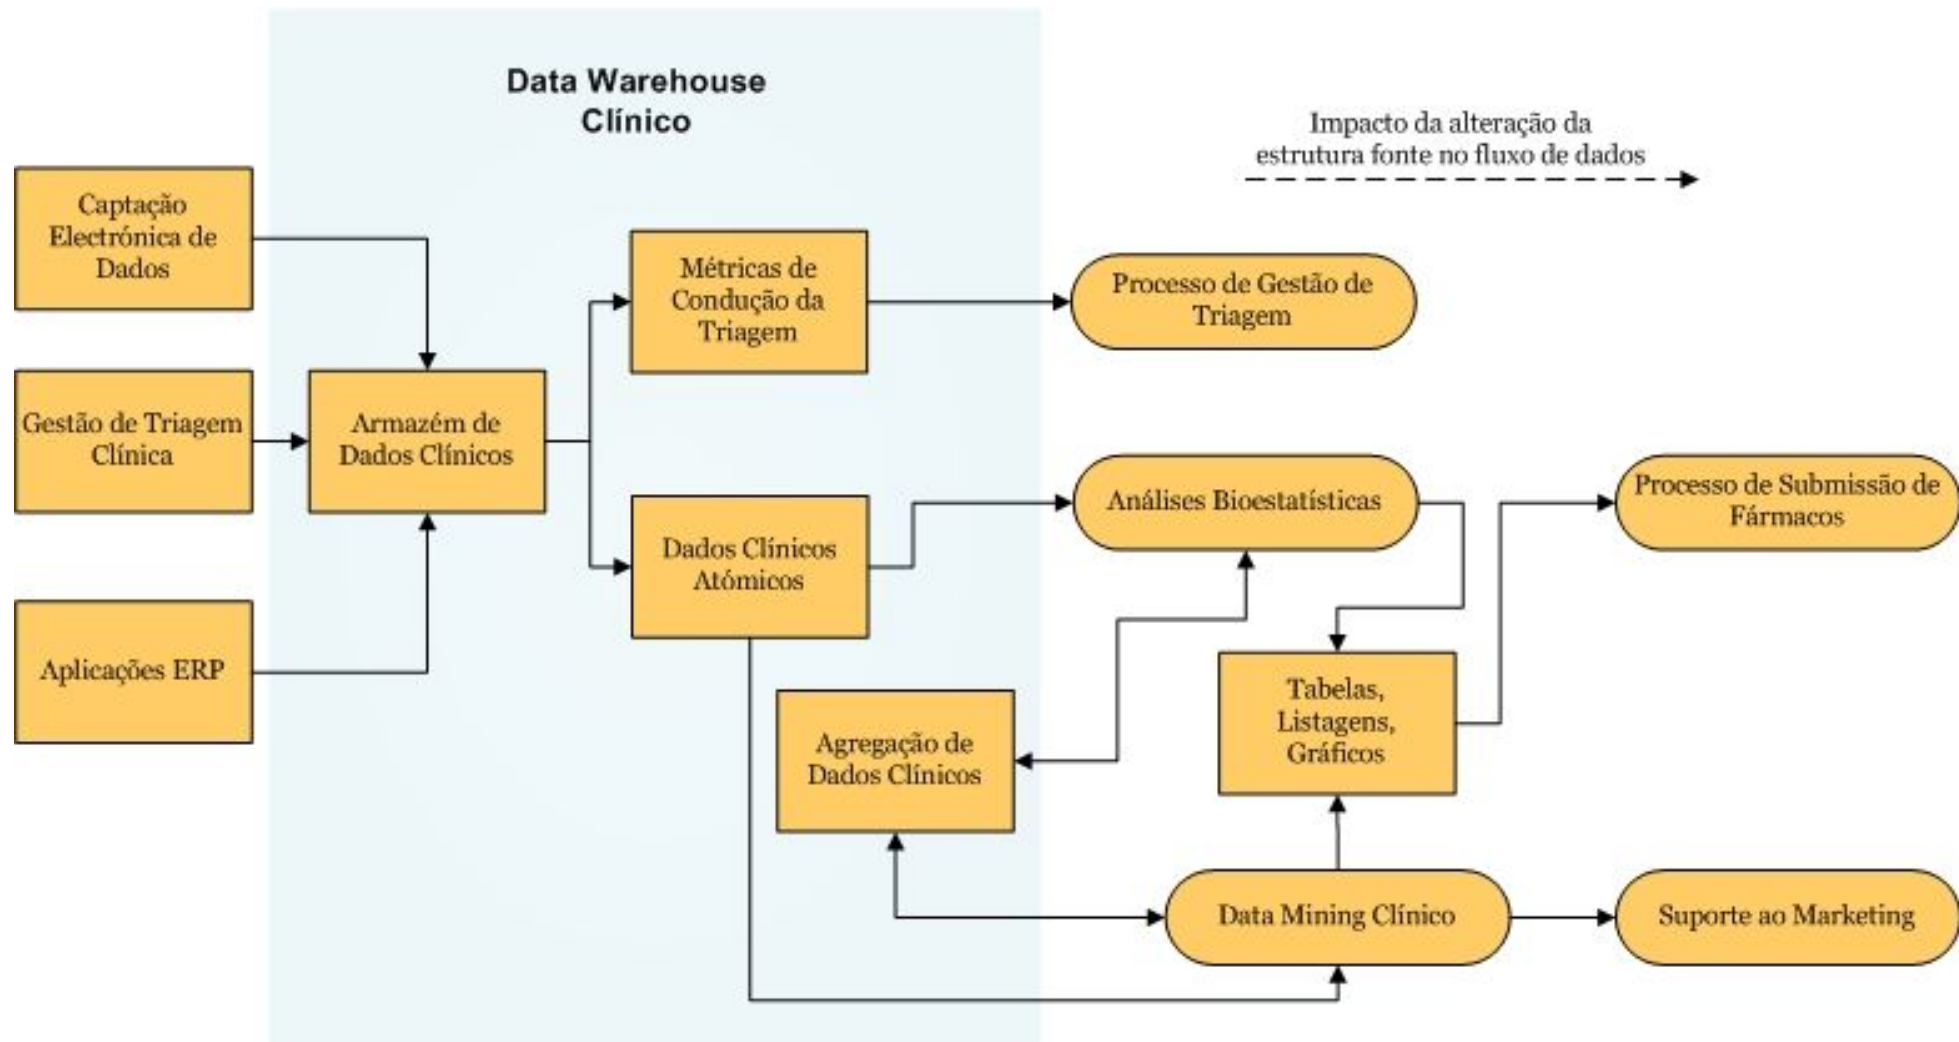 Data Warehouse
Clínico
Impacto da alteração da
estrutura fonte no fluxo de dados
Captação
Electrónica de
Dados
Métricas de
Condução da
Triagem
Processo de Gestão de
Triagem
Gestão de Triagem
Clínica
Armazém de
Dados Clínicos
Análises Bioestatísticas
Processo de Submissão de
Fármacos
Dados Clínicos
Atómicos
Aplicações ERP
Tabelas,
Listagens,
Gráficos
Agregação de
Dados Clínicos
Data Mining Clínico
Suporte ao Marketing